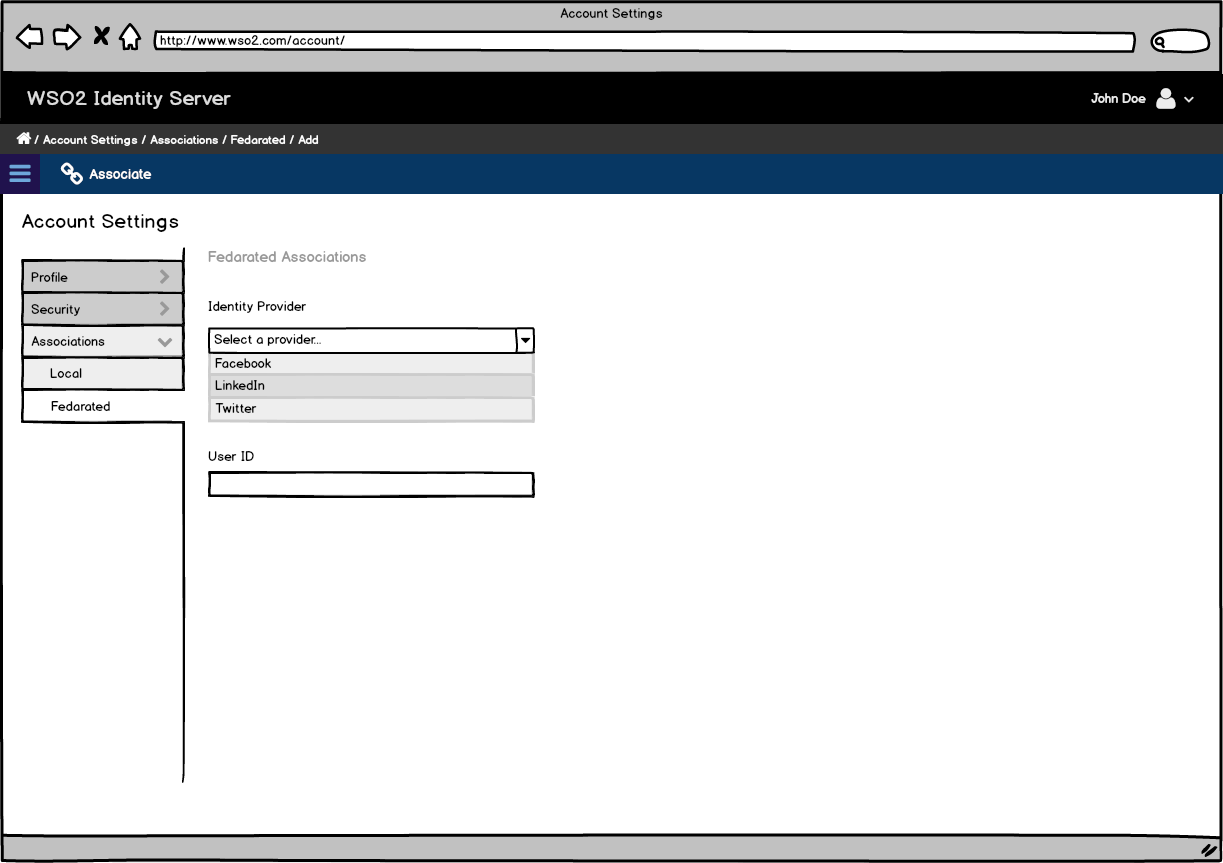 Account Settings
http://www.wso2.com/account/
WSO2 Identity Server
John Doe
/ Account Settings / Associations / Fedarated / Add
Associate
Account Settings
Profile
Security
Associations
Local
Fedarated
Fedarated Associations
Identity Provider
Select a provider...
Facebook
LinkedIn
Twitter
User ID